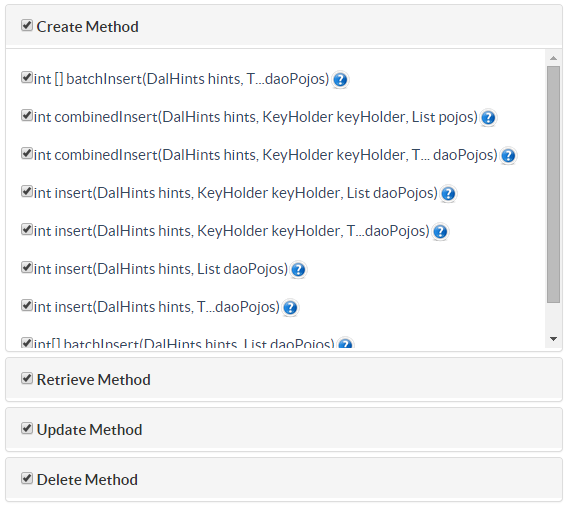 Create Method
int [] batchInsert(DalHints hints, T...daoPojos)
int combinedInsert(DalHints hints, KeyHolder keyHolder, List pojos)
int combinedInsert(DalHints hints, KeyHolder keyHolder, T... daoPojos)
int insert(DalHints hints, KeyHolder keyHolder, List daoPojos)
int insert(DalHints hints, KeyHolder keyHolder, T...daoPojos)
int insert(DalHints hints, List daoPojos)
int insert(DalHints hints, T...daoPojos)
int[] batchInsert(DalHints hints, List daoPojos)
Retrieve Method
Update Method
Delete Method